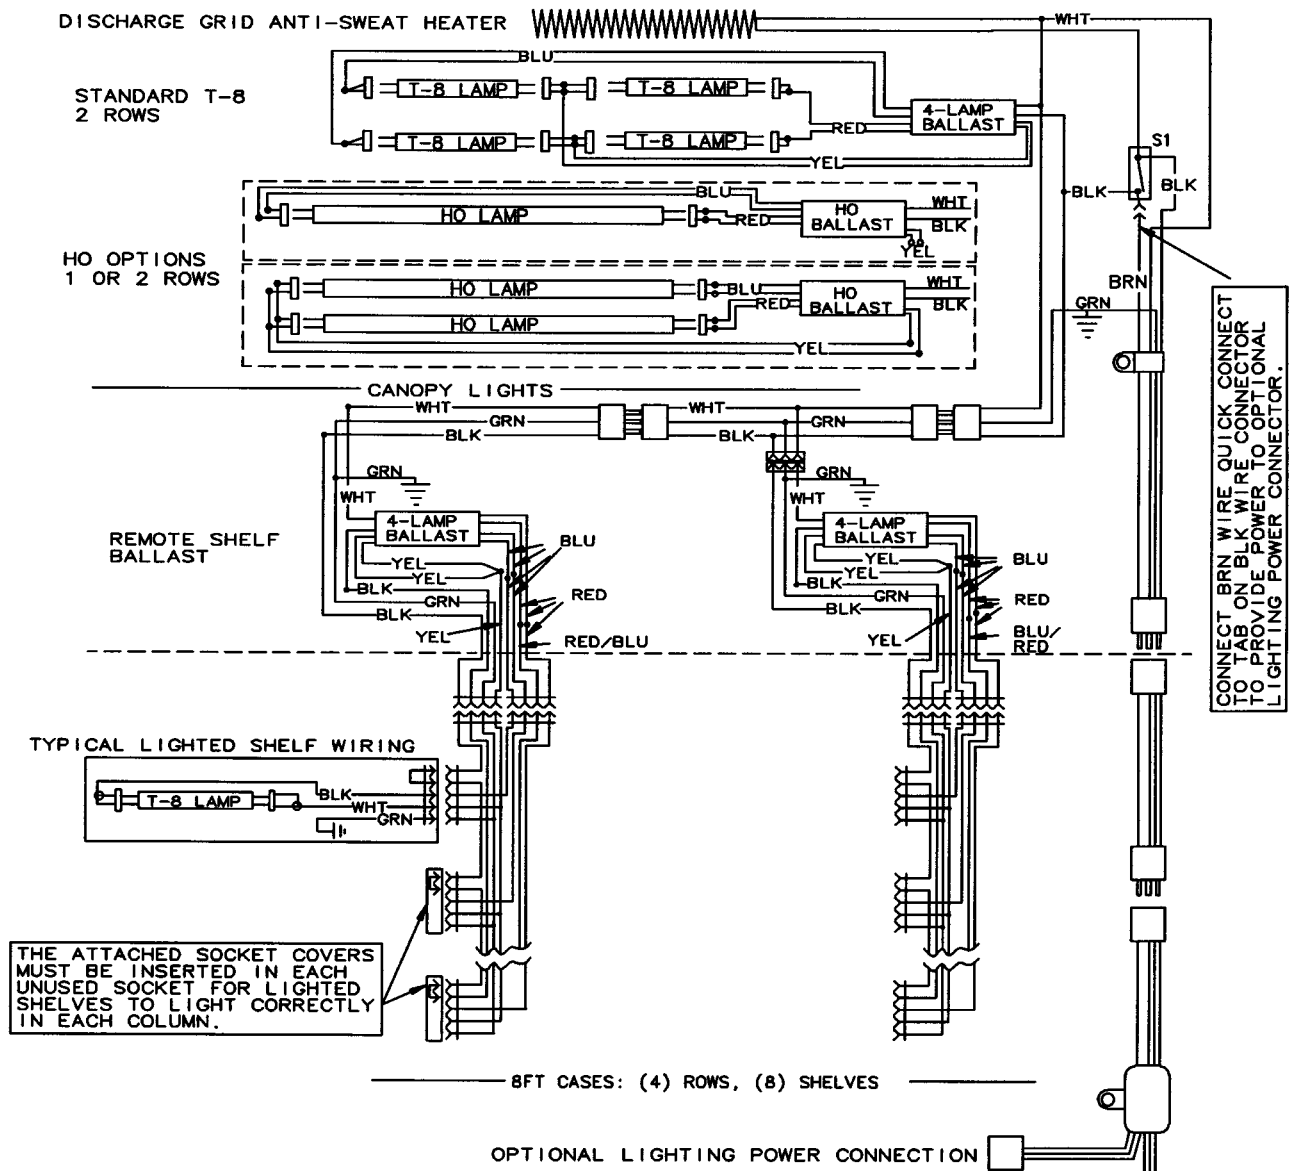 DISCHARGE GRID ANTI-SWEAT HEATER
WHT
BLU
STANDARD T-8
2 ROWS
T-8 LAMP
T-8 LAMP
4-LAMP
BALLAST
RED
T-8 LAMP
T-8 LAMP
YEL
S1
BLK
BLK
BLU
HO LAMP
RED
HO
BALLAST
WHT
BLK
YEL
HO OPTIONS
1 OR 2 ROWS
HO LAMP
BLU
RED
HO
BALLAST
WHT
BLK
HO LAMP
YEL
BRN
GRN
CONNECT BRN WIRE QUICK CONNECT
TO TAB ON BLK WIRE CONNECTOR
TO PROVIDE POWER TO OPTIONAL
LIGHTING POWER CONNECTOR.
CANOPY LIGHTS
WHT
GRN
BLK
WHT
GRN
BLK
GRN
WHT
GRN
WHT
REMOTE SHELF
BALLAST
4-LAMP
BALLAST
BLU
YEL
YEL
BLK
GRN
BLK
RED
YEL
RED/BLU
4-LAMP
BALLAST
BLU
YEL
YEL
BLK
GRN
BLK
RED
YEL
BLU/
RED
TYPICAL LIGHTED SHELF WIRING
T-8 LAMP
BLK
WHT
GRN
THE ATTACHED SOCKET COVERS
MUST BE INSERTED IN EACH
UNUSED SOCKET FOR LIGHTED
SHELVES TO LIGHT CORRECTLY
IN EACH COLUMN.
8FT CASES: (4) ROWS, (8) SHELVES
OPTIONAL LIGHTING POWER CONNECTION